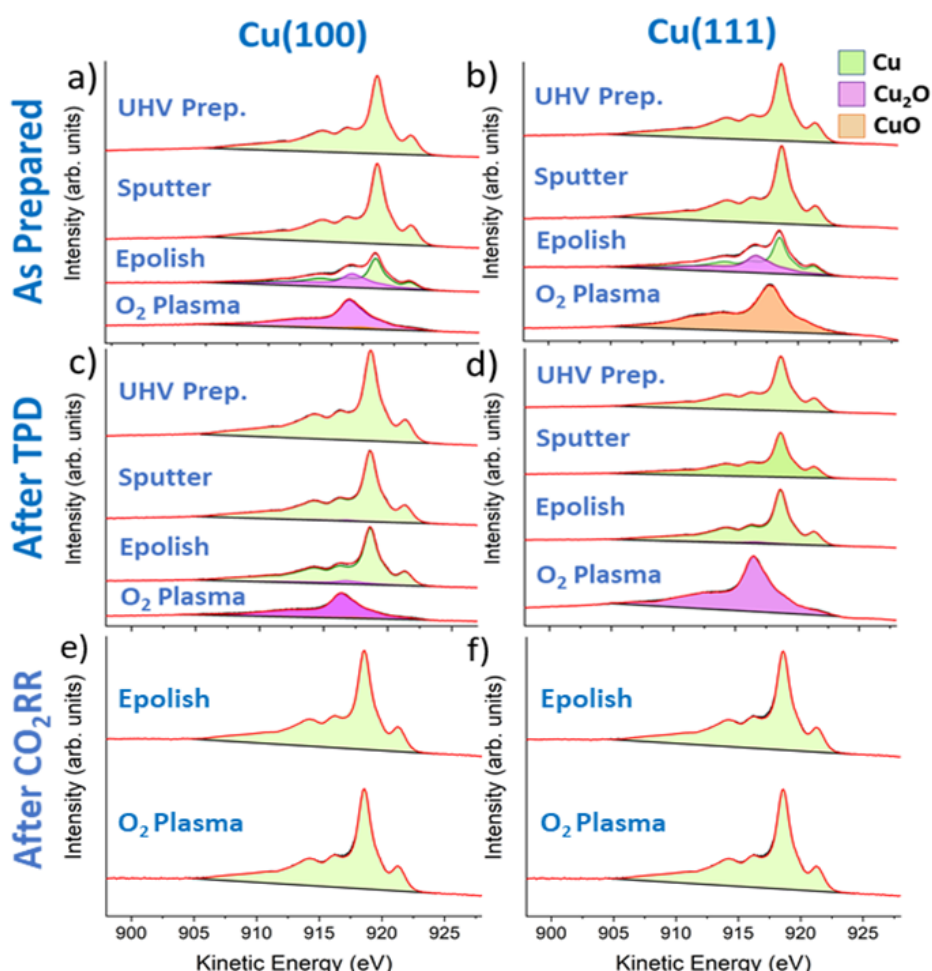 Cu(100)
Cu(111)
Cu
Cu₂O
CuO
As Prepared
a)
Intensity (arb. units)
UHV Prep.
Sputter
Epolish
O₂ Plasma
b)
Intensity (arb. units)
UHV Prep.
Sputter
Epolish
O₂ Plasma
After TPD
c)
Intensity (arb. units)
UHV Prep.
Sputter
Epolish
O₂ Plasma
d)
Intensity (arb. units)
UHV Prep.
Sputter
Epolish
O₂ Plasma
After CO₂RR
e)
Intensity (arb. units)
Epolish
O₂ Plasma
f)
Intensity (arb. units)
Epolish
O₂ Plasma
900 905 910 915 920 925
900 905 910 915 920 925
Kinetic Energy (eV)
Kinetic Energy (eV)